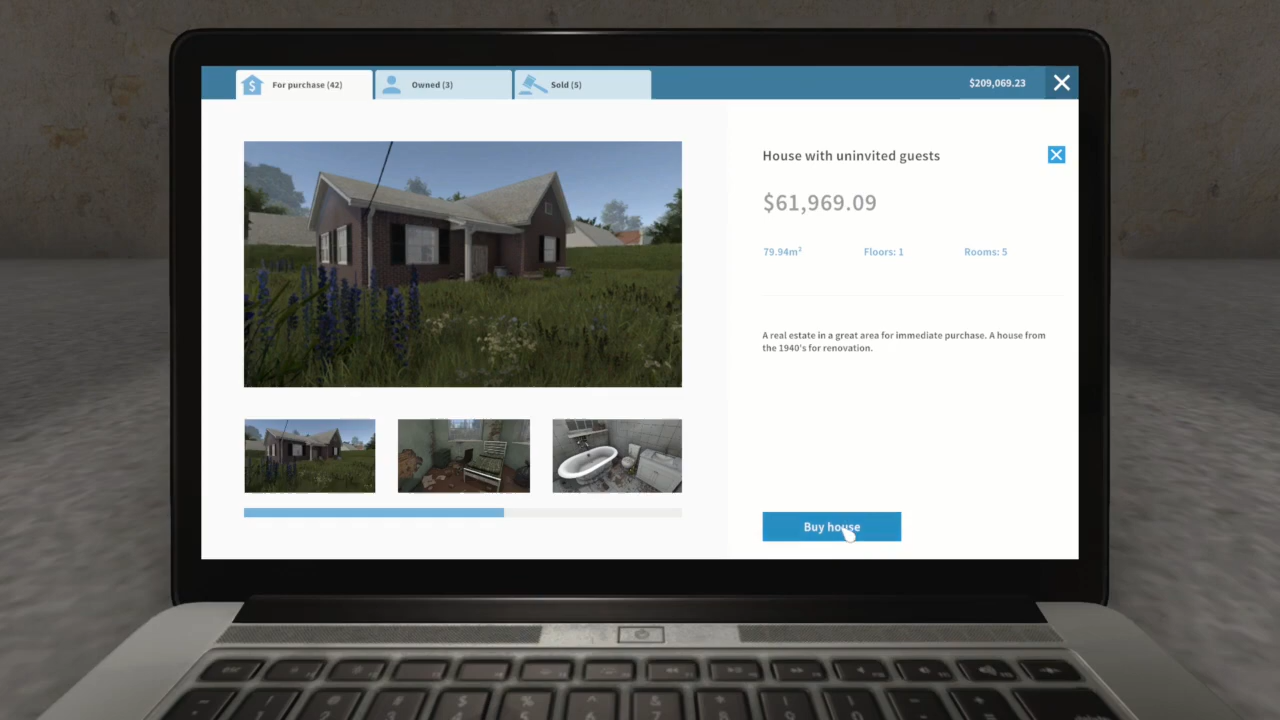 For purchase (42)
Owned (3)
Sold (5)
$209,069.23
House with uninvited guests
$61,969.09
79.94m²
Floors: 1
Rooms: 5
A real estate in a great area for immediate purchase. A house from
the 1940's for renovation.
Buy house